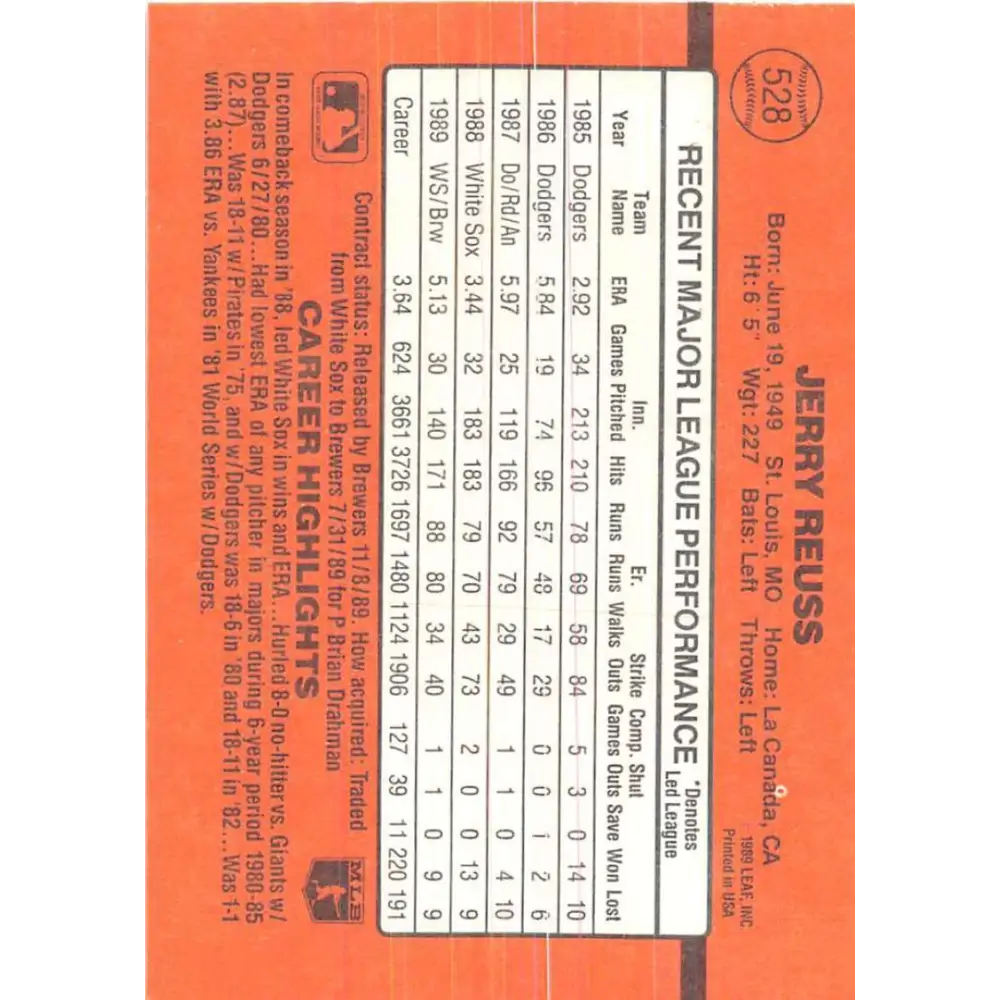 528
JERRY REUSS
Born: June 19, 1949 St. Louis, MO Home: La Canada, CA
Ht: 6' 5" Wgt: 227 Bats: Left Throws: Left
1989 LEAF, INC.
Printed in USA
RECENT MAJOR LEAGUE PERFORMANCE *Denotes Led League
Year Team Name ERA Games Inn. Pitched Hits Runs Er. Runs Walks Strike Outs Comp. Games Shut Outs Save Won Lost
1985 Dodgers 2.92 34 213 210 78 69 58 84 5 3 0 14 10
1986 Dodgers 5.84 19 74 96 57 48 17 29 0 0 1 2 6
1987 Do/Rd/An 5.97 25 119 166 92 79 29 49 1 1 0 4 10
1988 White Sox 3.44 32 183 183 79 70 43 73 2 0 0 13 9
1989 WS/Brw 5.13 30 140 171 88 80 34 40 1 1 0 9 9
Career 3.64 624 3661 3726 1697 1480 1124 1906 127 39 11 220 191
Contract status: Released by Brewers 11/8/89. How acquired: Traded
from White Sox to Brewers 7/31/89 for P Brian Drahman
MLB
CAREER HIGHLIGHTS
In comeback season in '88, led White Sox in wins and ERA...Hurled 8-0 no-hitter vs. Giants w/
Dodgers 6/27/80...Had lowest ERA of any pitcher in majors during 6-year period 1980-85
(2.87)...Was 18-11 w/Pirates in '75, and w/Dodgers was 18-6 in '80 and 18-11 in '82...Was 1-1
with 3.86 ERA vs. Yankees in '81 World Series w/Dodgers.